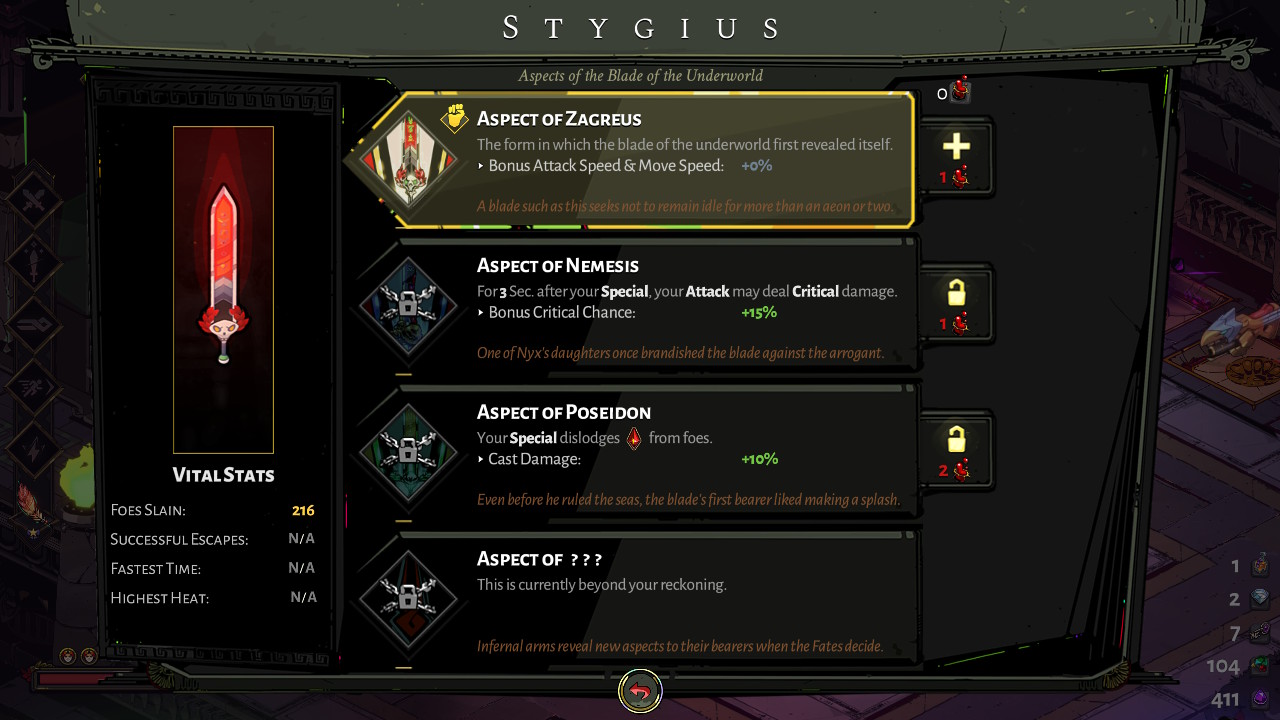 STYGIUS
Aspects of the Blade of the Underworld
0
ASPECT OF ZAGREUS
The form in which the blade of the underworld first revealed itself.
‣ Bonus Attack Speed & Move Speed: +0%
A blade such as this seeks not to remain idle for more than an aeon or two.
1
ASPECT OF NEMESIS
For 3 Sec. after your Special, your Attack may deal Critical damage.
‣ Bonus Critical Chance: +15%
One of Nyx's daughters once brandished the blade against the arrogant.
1
ASPECT OF POSEIDON
Your Special dislodges from foes.
‣ Cast Damage: +10%
Even before he ruled the seas, the blade's first bearer liked making a splash.
2
ASPECT OF ???
This is currently beyond your reckoning.
Infernal arms reveal new aspects to their bearers when the Fates decide.
VITAL STATS
FOES SLAIN: 216
SUCCESSFUL ESCAPES: N/A
FASTEST TIME: N/A
HIGHEST HEAT: N/A
1
2
7
104
411